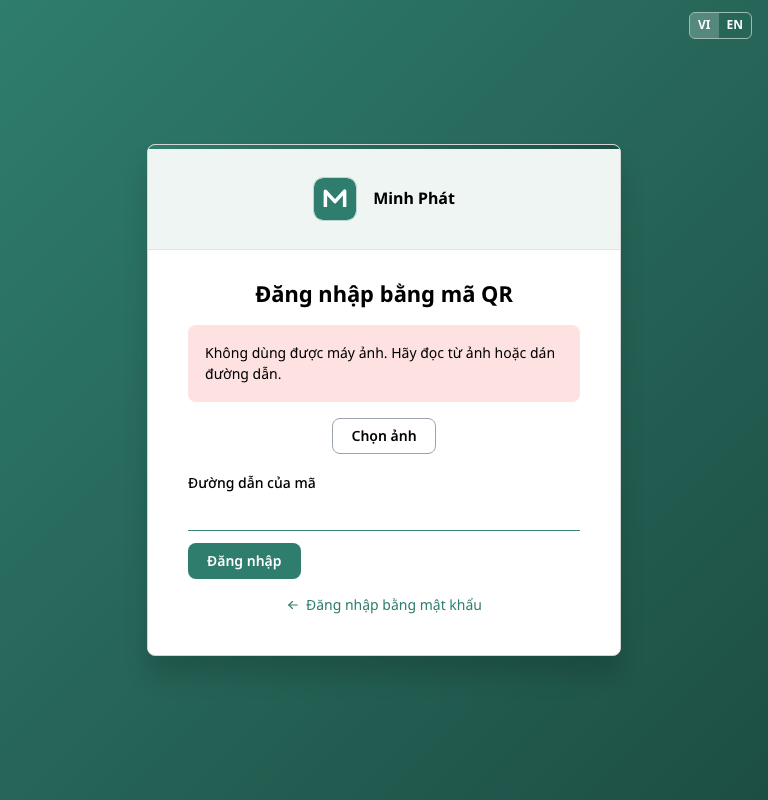 VI EN
Minh Phát
Đăng nhập bằng mã QR
Không dùng được máy ảnh. Hãy đọc từ ảnh hoặc dán
đường dẫn.
Chọn ảnh
Đường dẫn của mã
Đăng nhập
← Đăng nhập bằng mật khẩu